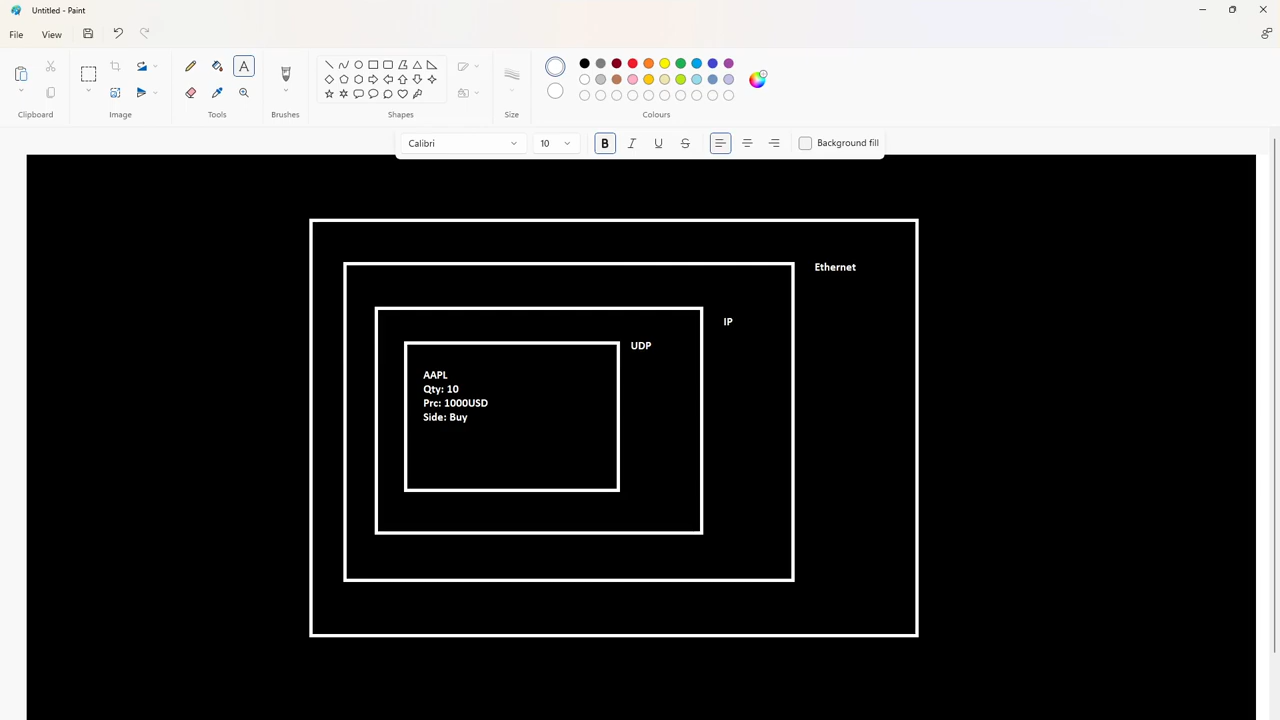 Untitled - Paint
File
View
Clipboard
Image
Tools
Brushes
Shapes
Size
Colours
Calibri
10
B
I
U
S
Background fill
Ethernet
IP
UDP
AAPL
Qty: 10
Prc: 1000USD
Side: Buy